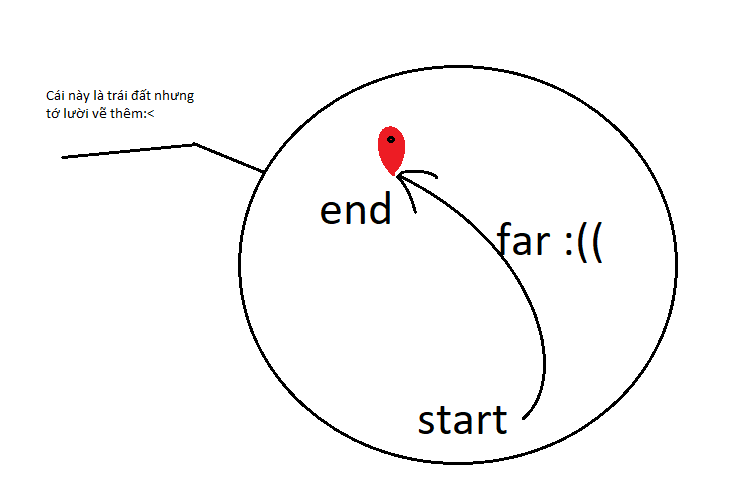 Cái này là trái đất nhưng
tớ lười vẽ thêm:<
end
far :((
start